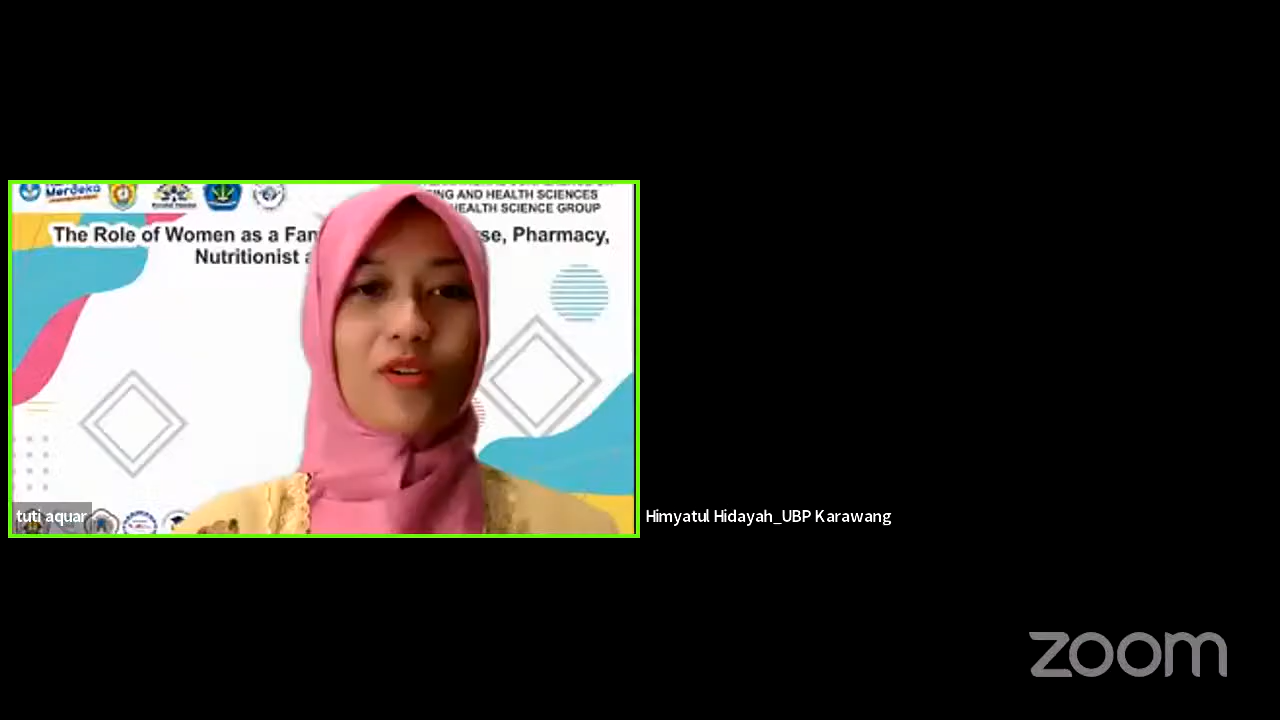 Merdeka
ING AND HEALTH SCIENCES
HEALTH SCIENCE GROUP
The Role of Women as a Fam se, Pharmacy,
Nutritionist a
tuti aquar
Himyatul Hidayah_UBP Karawang
zoom